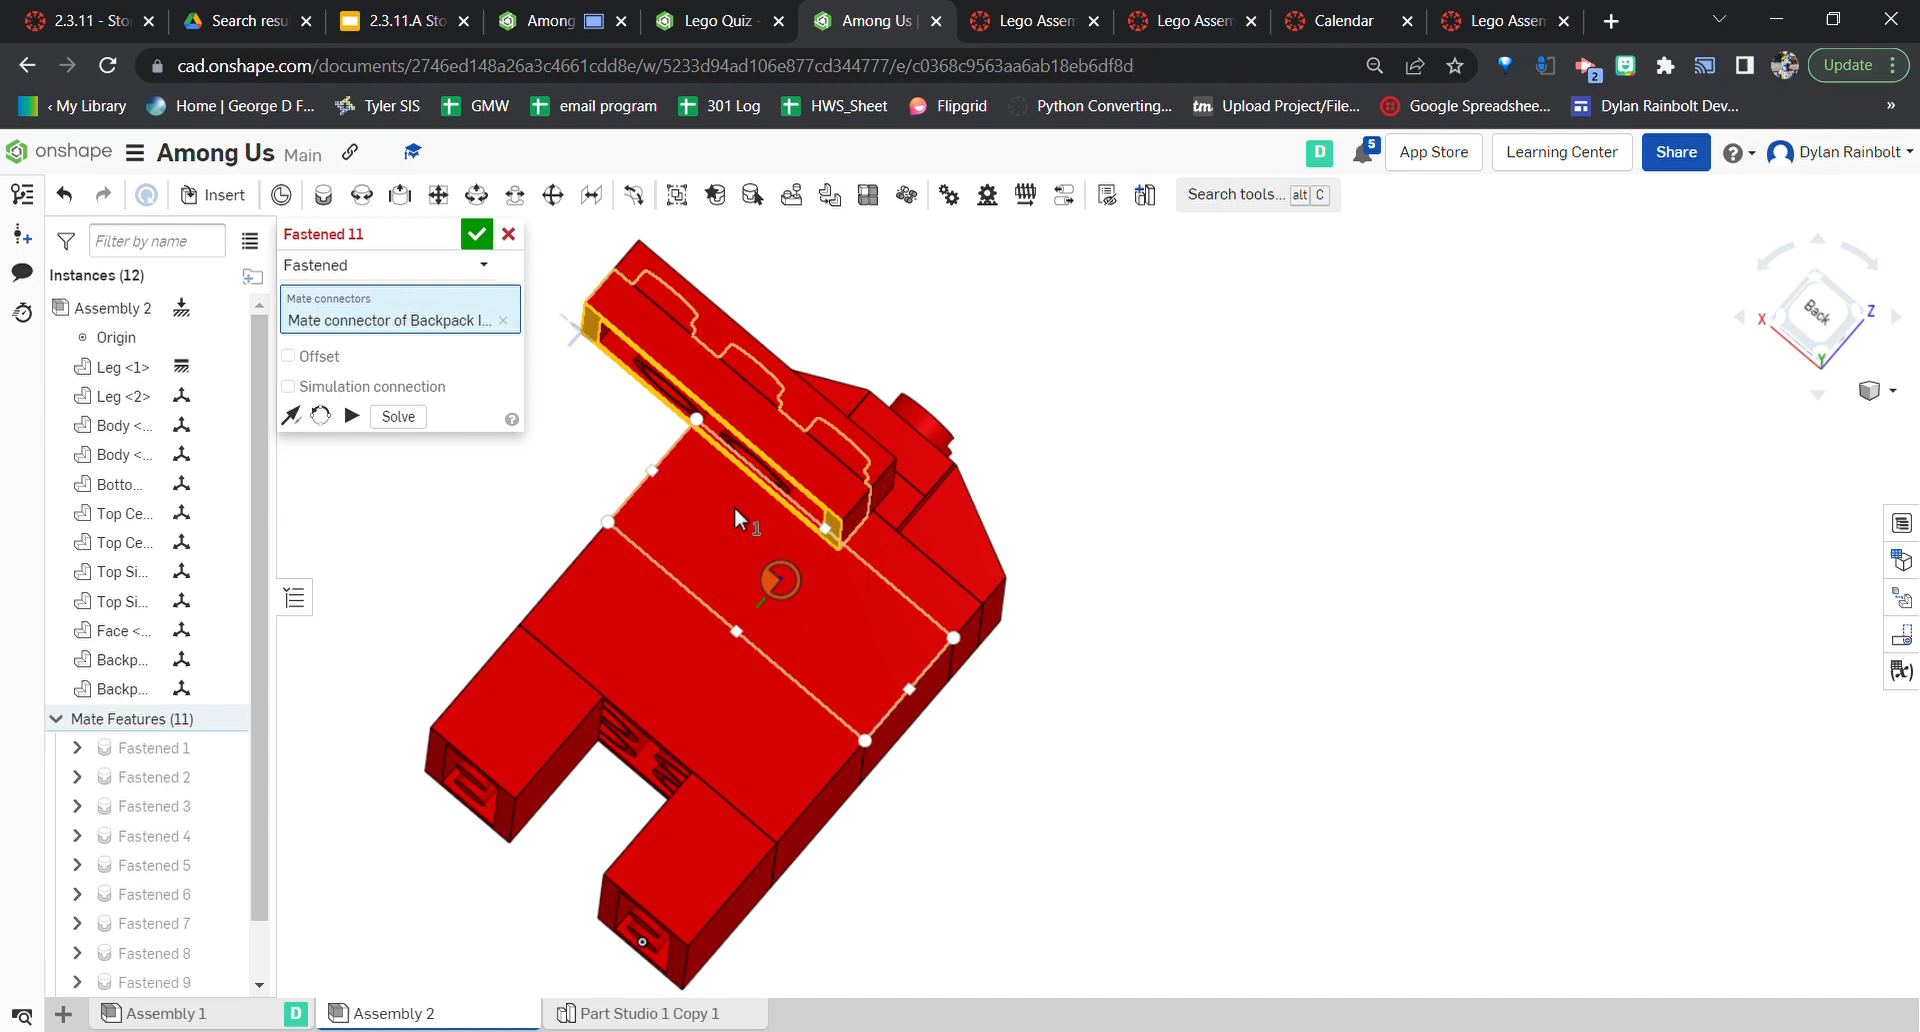 2.3.11 - Sto
Search resu
2.3.11.A Sto
Among
Lego Quiz -
Among Us |
Lego Assem
Lego Assem
Calendar
Lego Assem
cad.onshape.com/documents/2746ed148a26a3c4661cdd8e/w/5233d94ad106e877cd344777/e/c0368c9563aa6ab18eb6df8d
2
Update
‹ My Library
Home | George D F...
Tyler SIS
GMW
email program
301 Log
HWS_Sheet
Flipgrid
Python Converting...
tm Upload Project/File...
Google Spreadshee...
Dylan Rainbolt Dev...
»
onshape
Among Us Main
D
5
App Store
Learning Center
Share
Dylan Rainbolt
Insert
Search tools... alt C
Filter by name
Instances (12)
Assembly 2
Origin
Leg <1>
Leg <2>
Body <...
Body <...
Botto...
Top Ce...
Top Ce...
Top Si...
Top Si...
Face <...
Backp...
Backp...
Mate Features (11)
Fastened 1
Fastened 2
Fastened 3
Fastened 4
Fastened 5
Fastened 6
Fastened 7
Fastened 8
Fastened 9
Fastened 11
Fastened
Mate connectors
Mate connector of Backpack I...
Offset
Simulation connection
Solve
1
Back
X
Z
Y
(x)
Assembly 1
D
Assembly 2
Part Studio 1 Copy 1